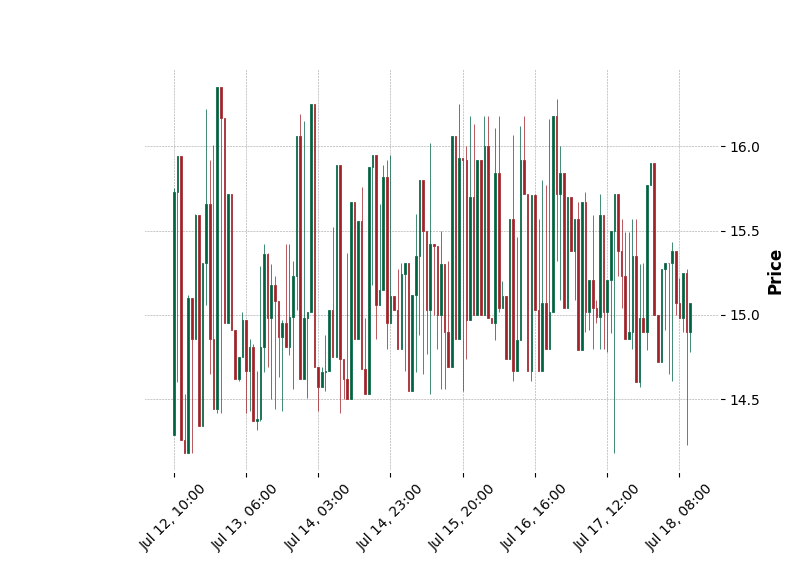 16.0
15.5
15.0
14.5
Price
Jul 12, 10:00
Jul 13, 06:00
Jul 14, 03:00
Jul 14, 23:00
Jul 15, 20:00
Jul 16, 16:00
Jul 17, 12:00
Jul 18, 08:00